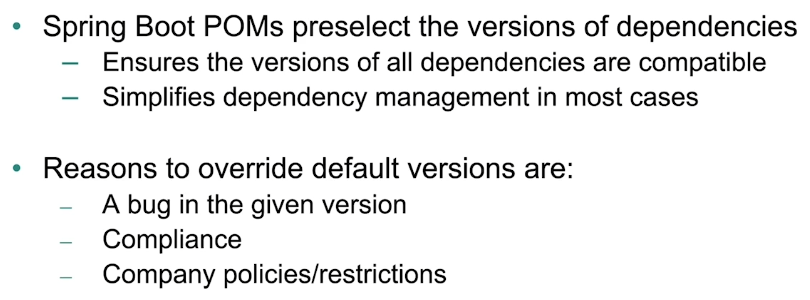 • Spring Boot POMs preselect the versions of dependencies
– Ensures the versions of all dependencies are compatible
– Simplifies dependency management in most cases
• Reasons to override default versions are:
– A bug in the given version
– Compliance
– Company policies/restrictions